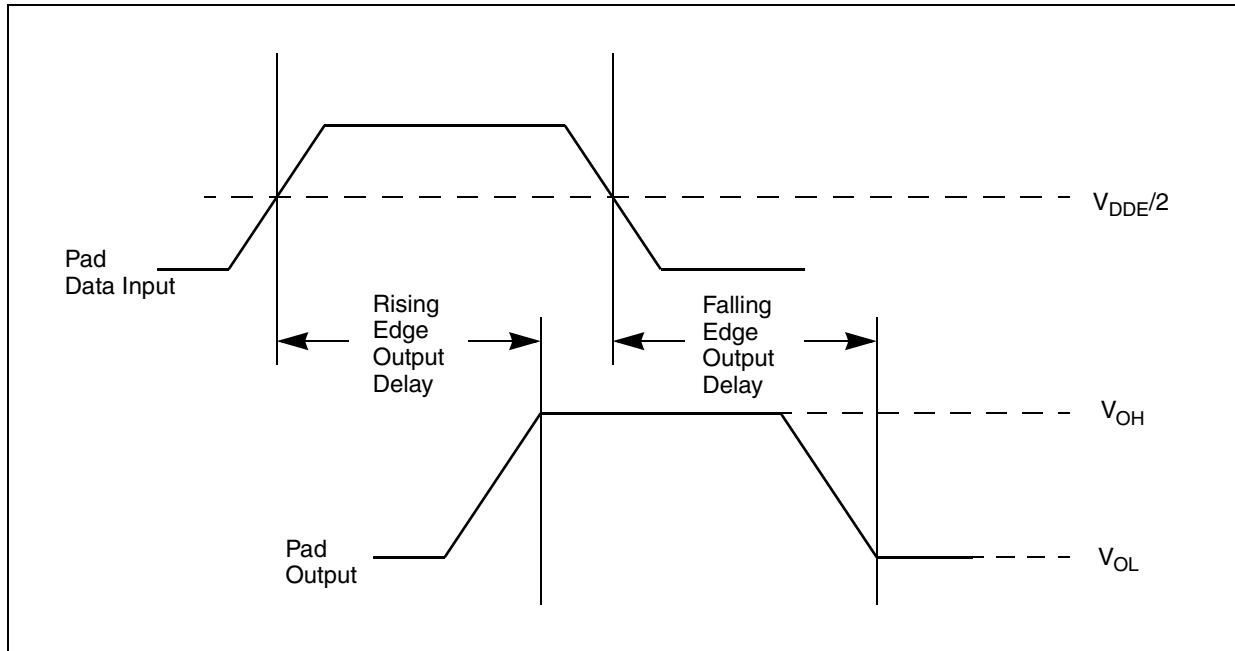 V_DDE/2
Pad
Data Input
Rising
Edge
Output
Delay
Falling
Edge
Output
Delay
V_OH
Pad
Output
V_OL